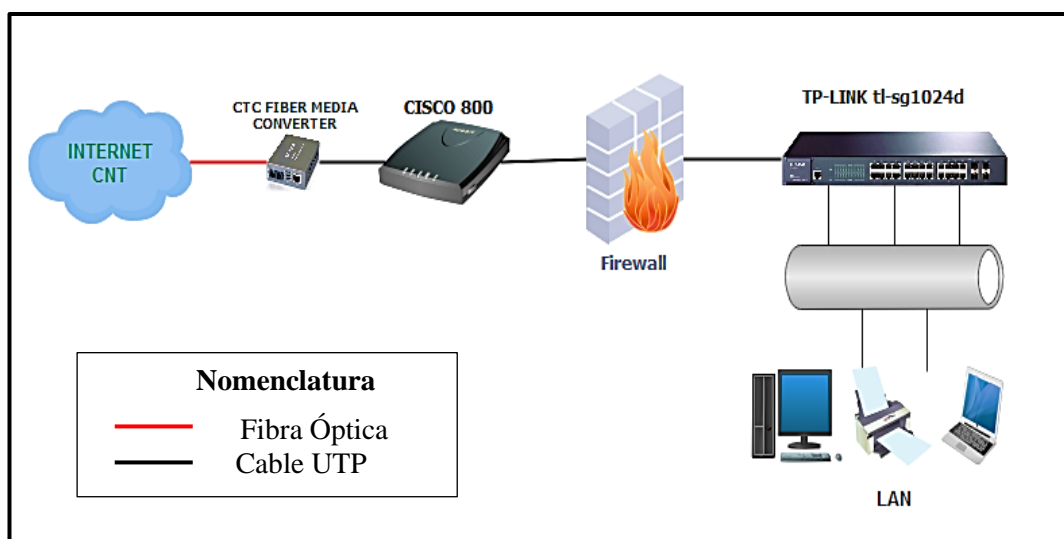 INTERNET
CNT
CTC FIBER MEDIA
CONVERTER
CISCO 800
Firewall
TP-LINK tl-sg1024d
LAN
Nomenclatura
Fibra Óptica
Cable UTP